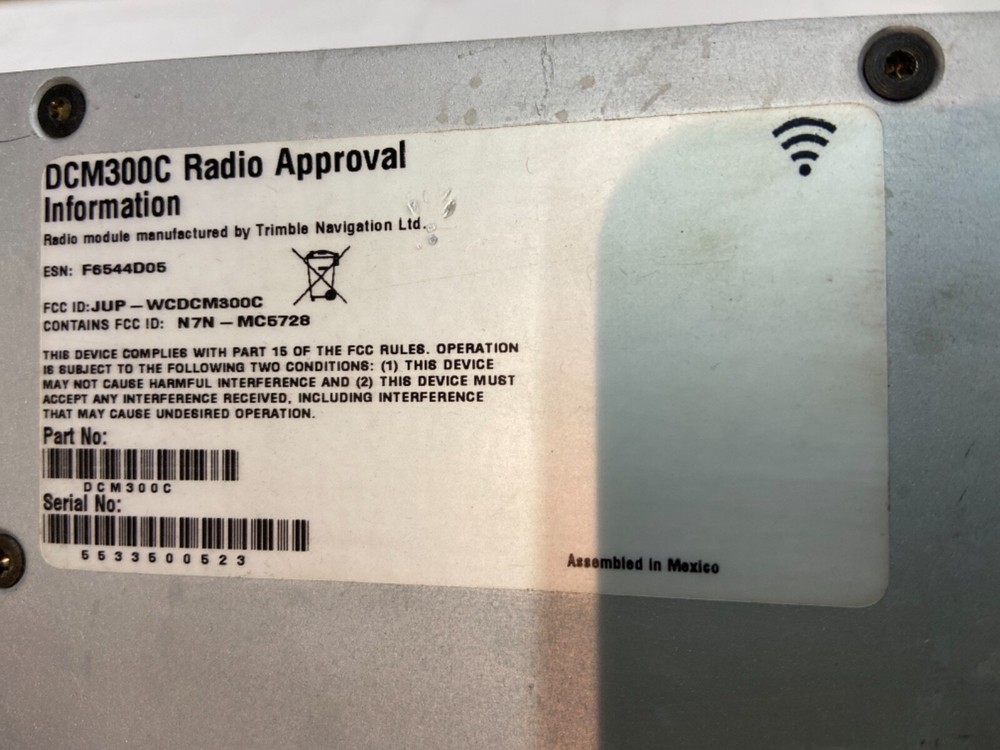 DCM300C Radio Approval
Information
Radio module manufactured by Trimble Navigation Ltd.
ESN: F6544D05
FCC ID:JUP – WCDCM300C
CONTAINS FCC ID: N7N – MC5728
THIS DEVICE COMPLIES WITH PART 15 OF THE FCC RULES. OPERATION
IS SUBJECT TO THE FOLLOWING TWO CONDITIONS: (1) THIS DEVICE
MAY NOT CAUSE HARMFUL INTERFERENCE AND (2) THIS DEVICE MUST
ACCEPT ANY INTERFERENCE RECEIVED, INCLUDING INTERFERENCE
THAT MAY CAUSE UNDESIRED OPERATION.
Part No:
DCM300C
Serial No:
5533500523
Assembled in Mexico